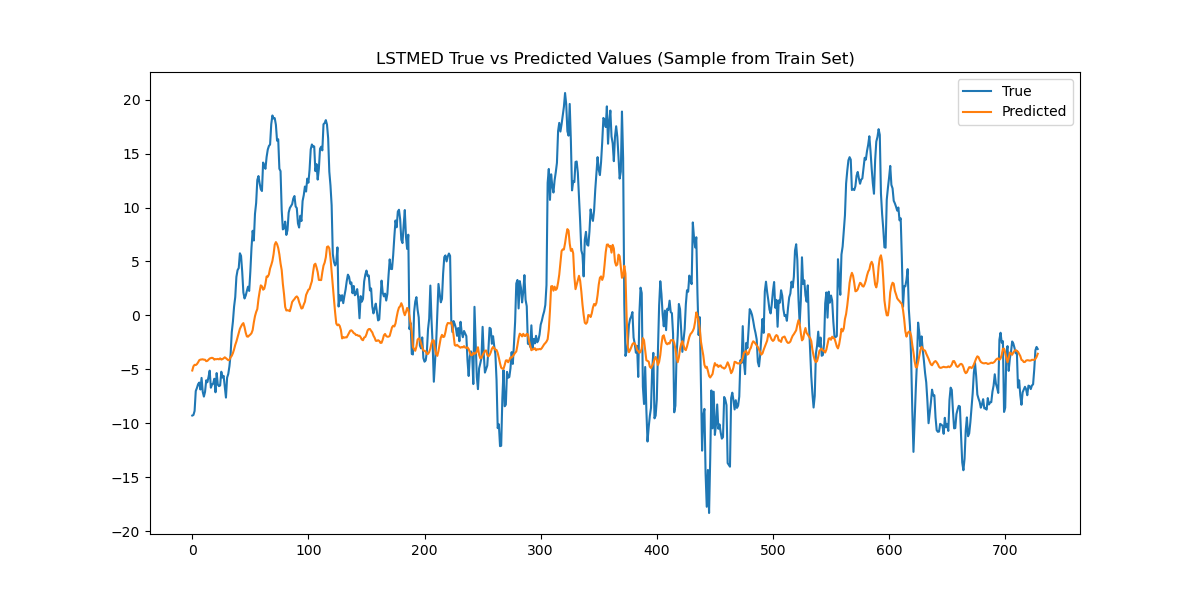 LSTMED True vs Predicted Values (Sample from Train Set)
True
Predicted
20
15
10
5
0
−5
−10
−15
−20
0 100 200 300 400 500 600 700